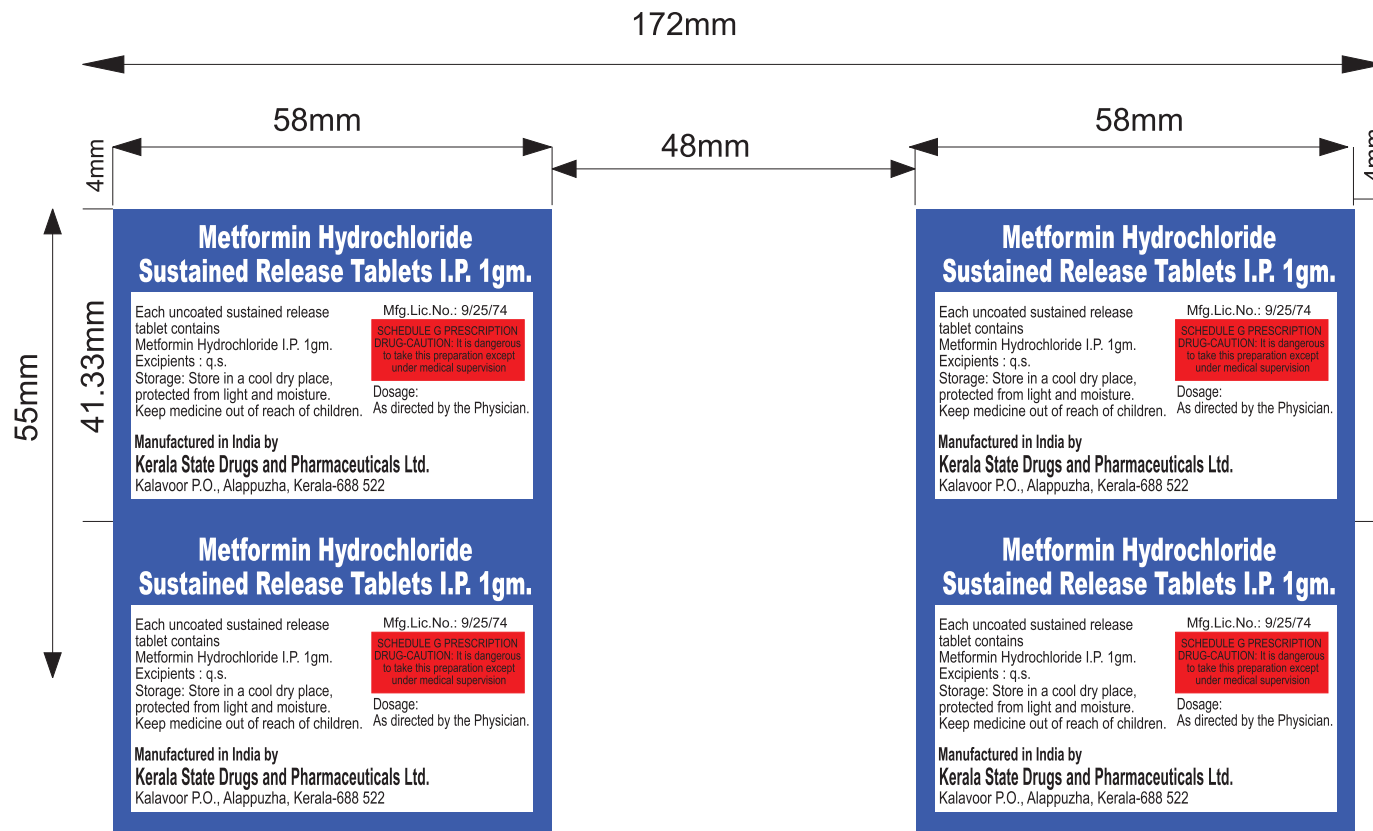 172mm
58mm
48mm
58mm
4mm
4mm
55mm
41.33mm
Metformin Hydrochloride
Sustained Release Tablets I.P. 1gm.
Each uncoated sustained release
tablet contains
Metformin Hydrochloride I.P. 1gm.
Excipients : q.s.
Storage: Store in a cool dry place,
protected from light and moisture.
Keep medicine out of reach of children.
Mfg.Lic.No.: 9/25/74
SCHEDULE G PRESCRIPTION
DRUG-CAUTION: It is dangerous
to take this preparation except
under medical supervision
Dosage:
As directed by the Physician.
Manufactured in India by
Kerala State Drugs and Pharmaceuticals Ltd.
Kalavoor P.O., Alappuzha, Kerala-688 522
Metformin Hydrochloride
Sustained Release Tablets I.P. 1gm.
Each uncoated sustained release
tablet contains
Metformin Hydrochloride I.P. 1gm.
Excipients : q.s.
Storage: Store in a cool dry place,
protected from light and moisture.
Keep medicine out of reach of children.
Mfg.Lic.No.: 9/25/74
SCHEDULE G PRESCRIPTION
DRUG-CAUTION: It is dangerous
to take this preparation except
under medical supervision
Dosage:
As directed by the Physician.
Manufactured in India by
Kerala State Drugs and Pharmaceuticals Ltd.
Kalavoor P.O., Alappuzha, Kerala-688 522
Metformin Hydrochloride
Sustained Release Tablets I.P. 1gm.
Each uncoated sustained release
tablet contains
Metformin Hydrochloride I.P. 1gm.
Excipients : q.s.
Storage: Store in a cool dry place,
protected from light and moisture.
Keep medicine out of reach of children.
Mfg.Lic.No.: 9/25/74
SCHEDULE G PRESCRIPTION
DRUG-CAUTION: It is dangerous
to take this preparation except
under medical supervision
Dosage:
As directed by the Physician.
Manufactured in India by
Kerala State Drugs and Pharmaceuticals Ltd.
Kalavoor P.O., Alappuzha, Kerala-688 522
Metformin Hydrochloride
Sustained Release Tablets I.P. 1gm.
Each uncoated sustained release
tablet contains
Metformin Hydrochloride I.P. 1gm.
Excipients : q.s.
Storage: Store in a cool dry place,
protected from light and moisture.
Keep medicine out of reach of children.
Mfg.Lic.No.: 9/25/74
SCHEDULE G PRESCRIPTION
DRUG-CAUTION: It is dangerous
to take this preparation except
under medical supervision
Dosage:
As directed by the Physician.
Manufactured in India by
Kerala State Drugs and Pharmaceuticals Ltd.
Kalavoor P.O., Alappuzha, Kerala-688 522